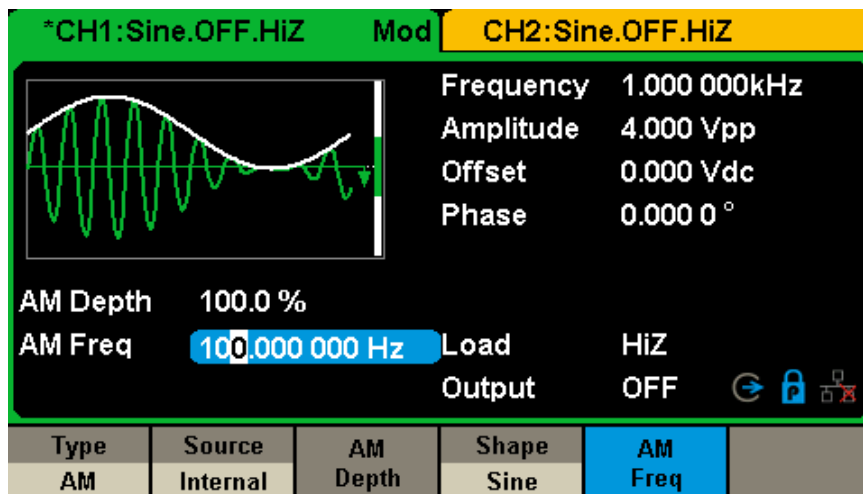 *CH1:Sine.OFF.HiZ Mod CH2:Sine.OFF.HiZ
Frequency 1.000 000kHz
Amplitude 4.000 Vpp
Offset 0.000 Vdc
Phase 0.000 0 °
AM Depth 100.0 %
AM Freq 100.000 000 Hz Load HiZ
Output OFF P
Type Source AM Depth Shape AM Freq
AM Internal Sine